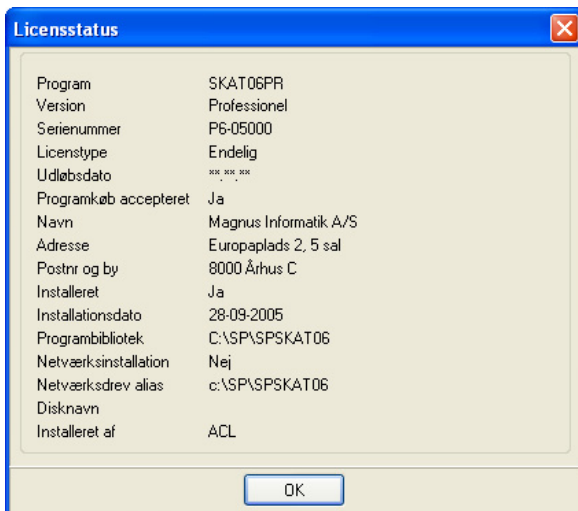 Licensstatus
Program SKAT06PR
Version Professionel
Serienummer P6-05000
Licenstype Endelig
Udløbsdato **.**.**
Programkøb accepteret Ja
Navn Magnus Informatik A/S
Adresse Europaplads 2, 5 sal
Postnr og by 8000 Århus C
Installeret Ja
Installationsdato 28-09-2005
Programbibliotek C:\SP\SPSKAT06
Netværksinstallation Nej
Netværksdrev alias c:\SP\SPSKAT06
Disknavn
Installeret af ACL
OK